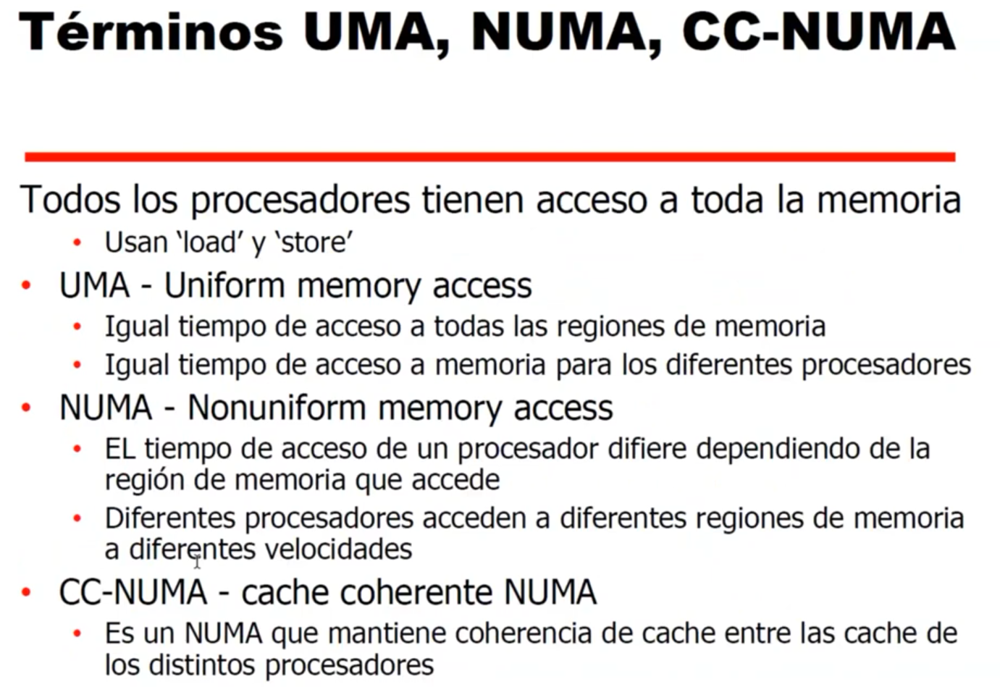 Términos UMA, NUMA, CC-NUMA
Todos los procesadores tienen acceso a toda la memoria
• Usan ‘load’ y ‘store’
• UMA - Uniform memory access
• Igual tiempo de acceso a todas las regiones de memoria
• Igual tiempo de acceso a memoria para los diferentes procesadores
• NUMA - Nonuniform memory access
• EL tiempo de acceso de un procesador difiere dependiendo de la
región de memoria que accede
• Diferentes procesadores acceden a diferentes regiones de memoria
a diferentes velocidades
• CC-NUMA - cache coherente NUMA
• Es un NUMA que mantiene coherencia de cache entre las cache de
los distintos procesadores